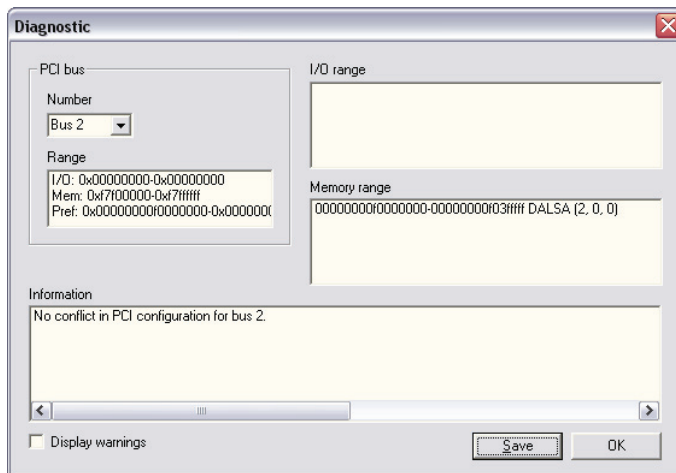 Diagnostic
PCI bus
Number
Bus 2
Range
I/O: 0x00000000-0x00000000
Mem: 0xf7f00000-0xf7ffffff
Pref: 0x00000000f0000000-0x0000000
I/O range
Memory range
00000000f0000000-00000000f03fffff DALSA (2, 0, 0)
Information
No conflict in PCI configuration for bus 2.
Display warnings
Save
OK